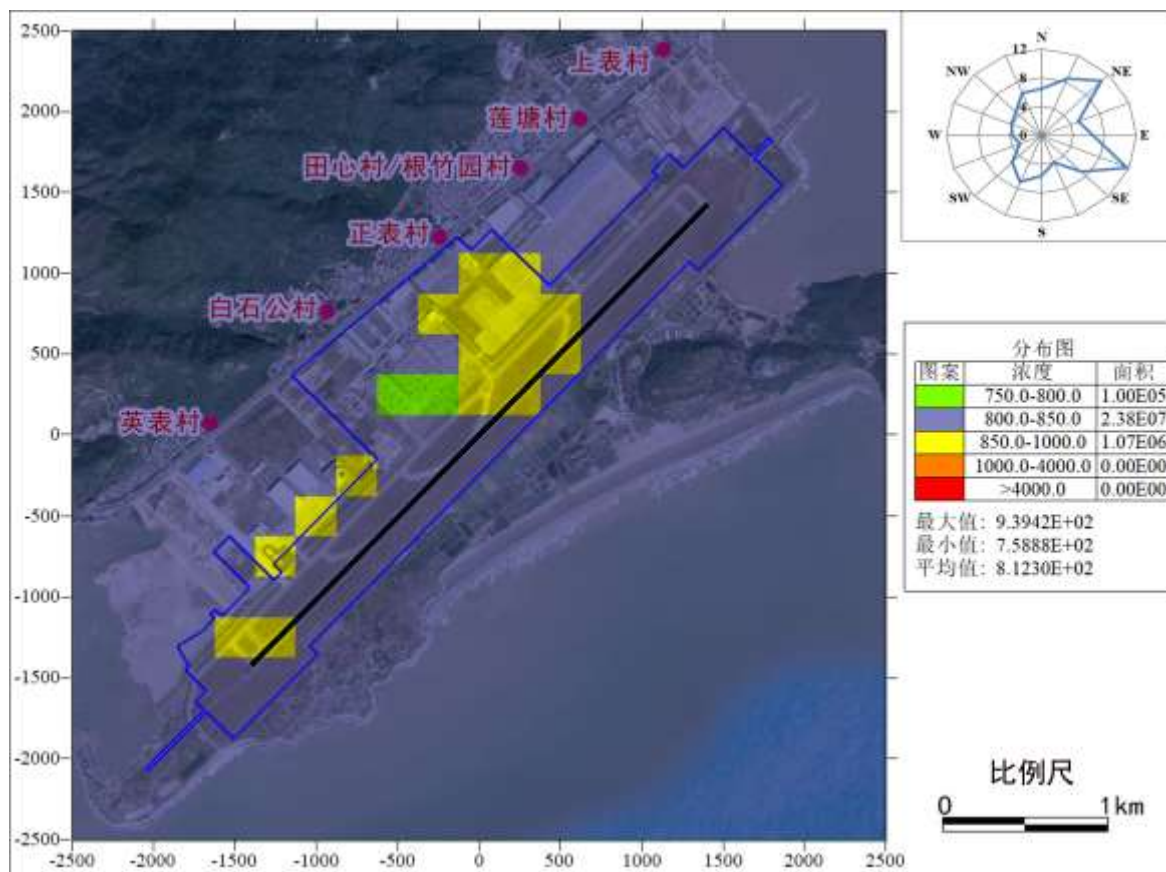 2500
2000
1500
1000
500
0
-500
-1000
-1500
-2000
-2500
-2500 -2000 -1500 -1000 -500 0 500 1000 1500 2000 2500
上表村
莲塘村
田心村/根竹园村
正表村
白石公村
英表村
N
12
8
4
0
NW
NE
W
E
SW
SE
S
分布图
图案 浓度 面积
750.0-800.0 1.00E05
800.0-850.0 2.38E07
850.0-1000.0 1.07E06
1000.0-4000.0 0.00E00
>4000.0 0.00E00
最大值: 9.3942E+02
最小值: 7.5888E+02
平均值: 8.1230E+02
比例尺
0 1km